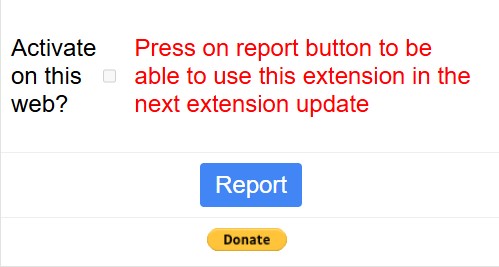 Activate
on this
web?
Press on report button to be
able to use this extension in the
next extension update
Report
Donate